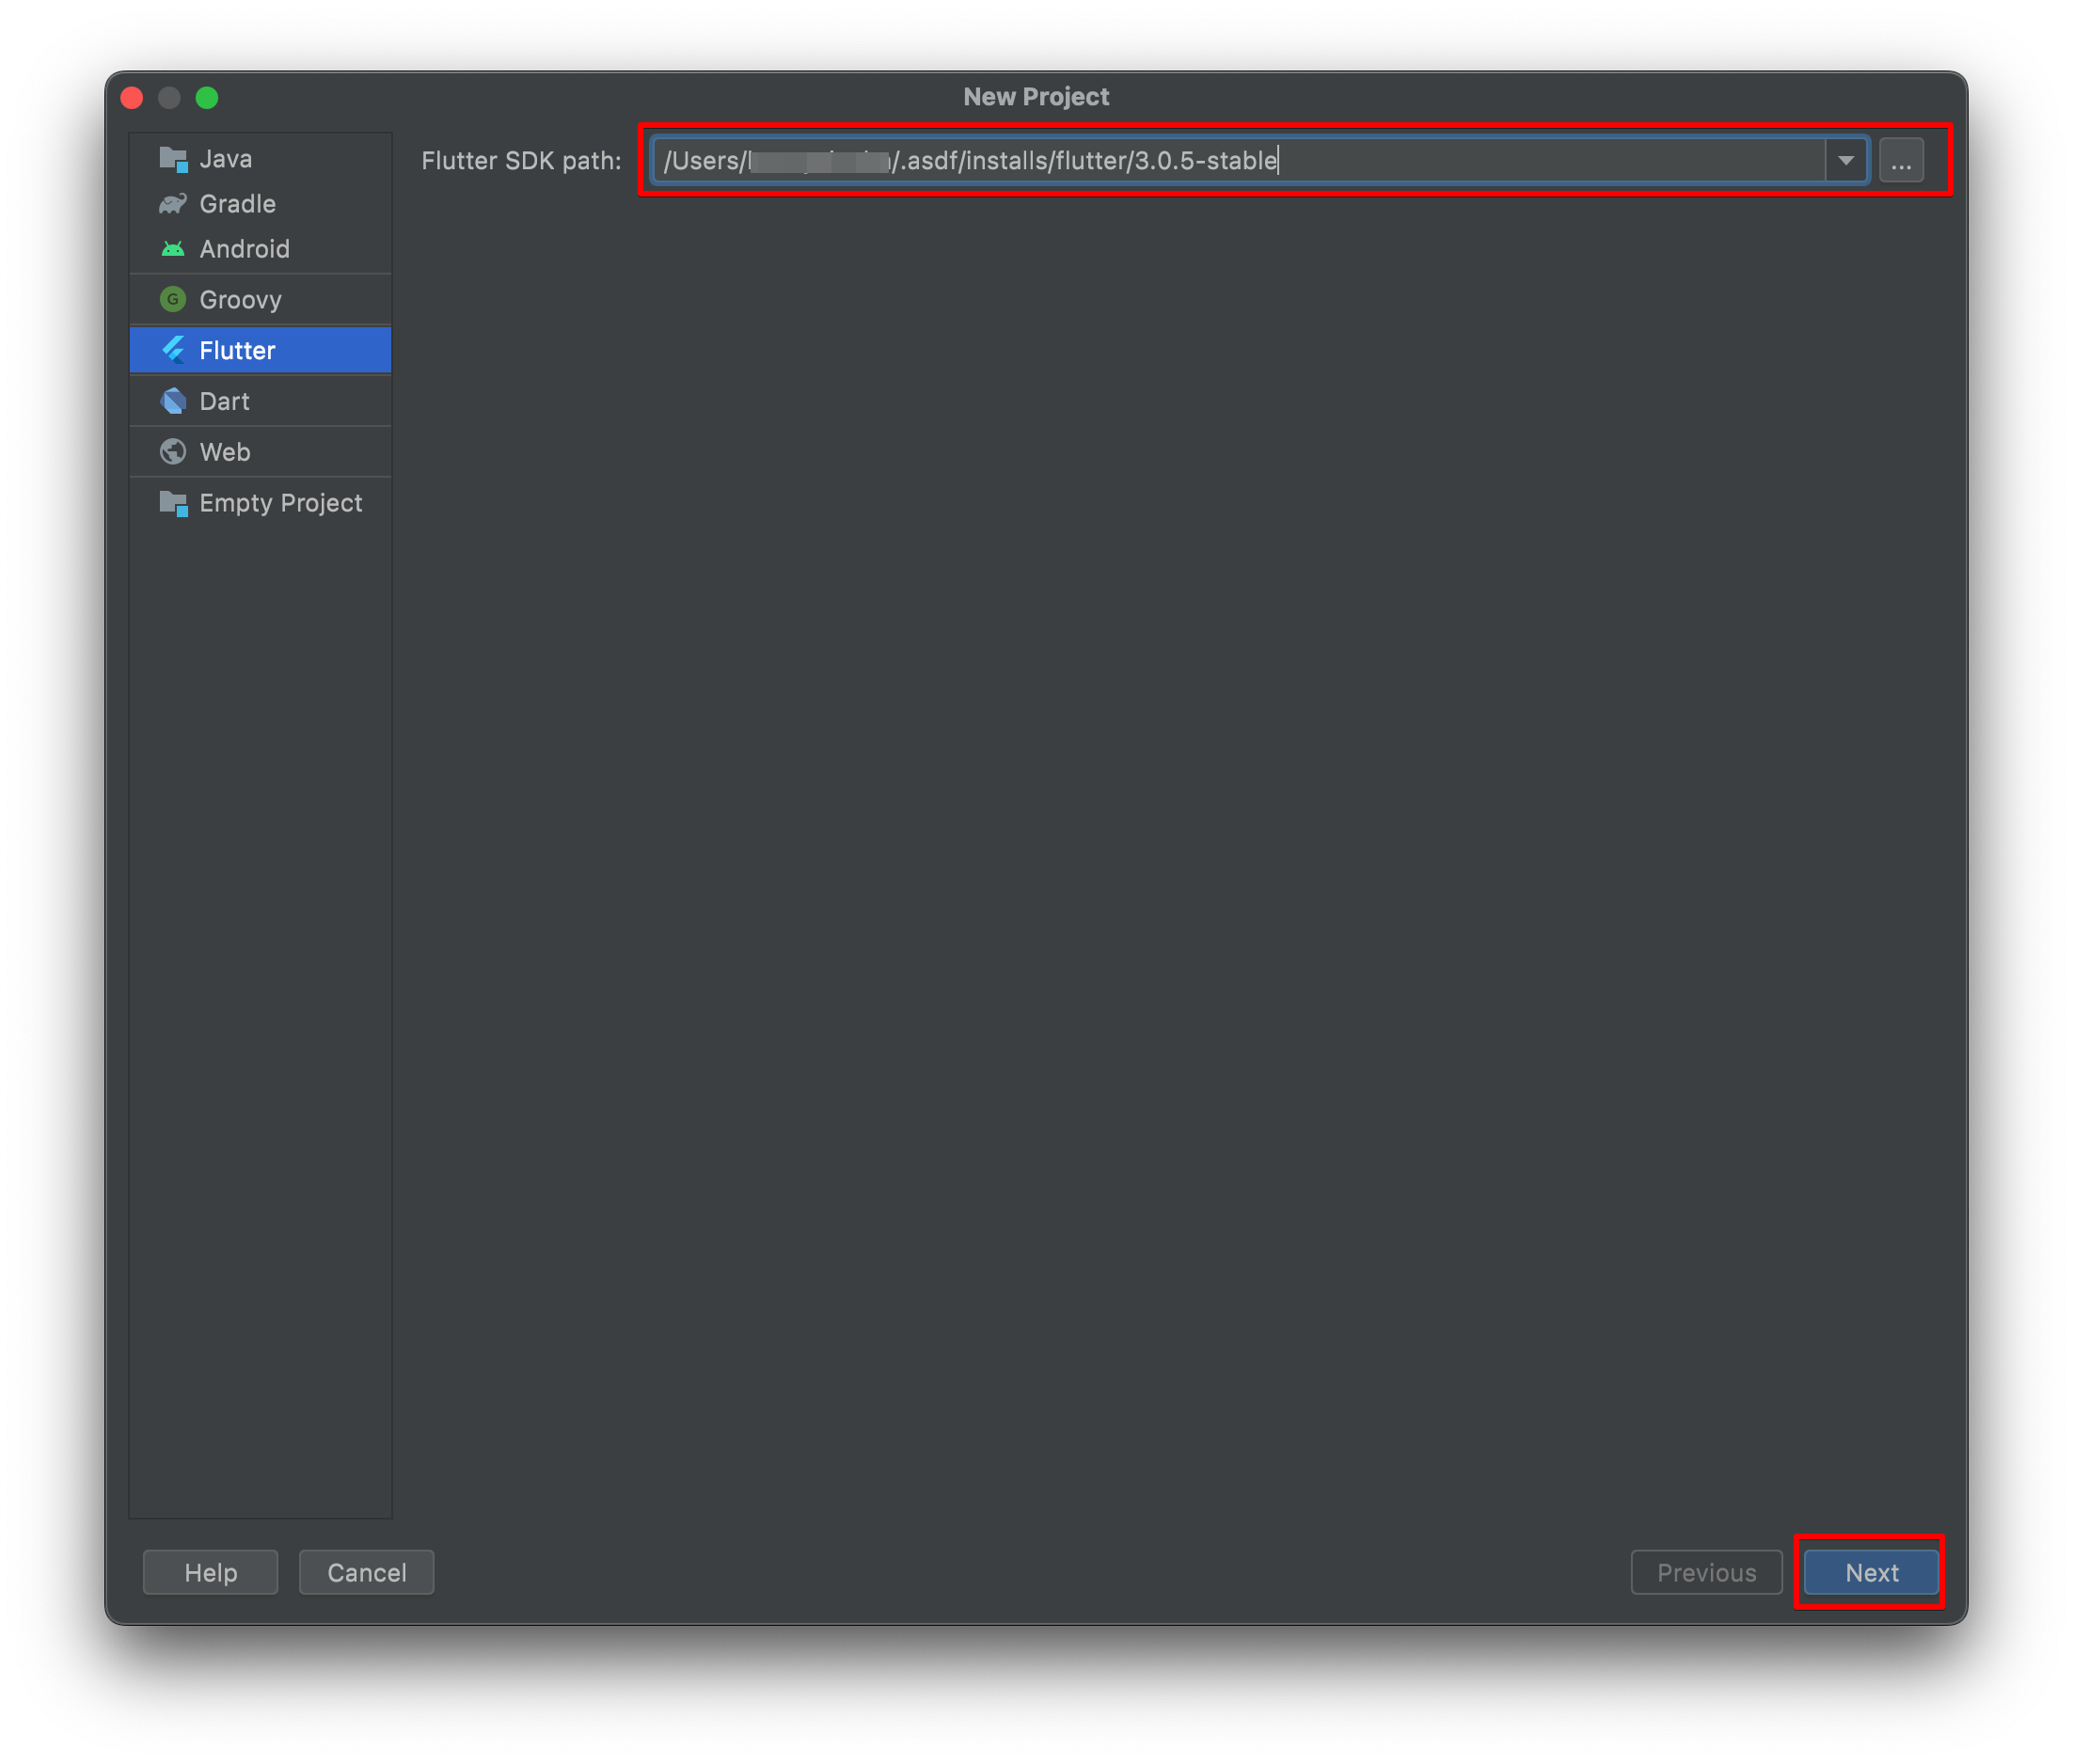 New Project
Java
Gradle
Android
Groovy
Flutter
Dart
Web
Empty Project
Flutter SDK path:
/Users/ /.asdf/installs/flutter/3.0.5-stable
...
Help
Cancel
Previous
Next